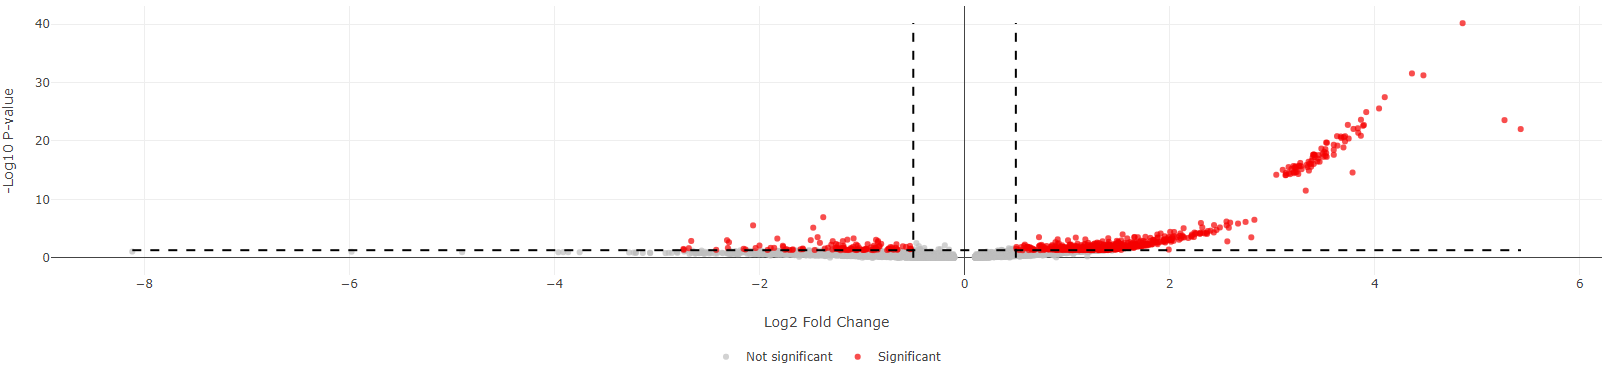 -Log10 P-value
40
30
20
10
0
−8 −6 −4 −2 0 2 4 6
Log2 Fold Change
Not significant Significant